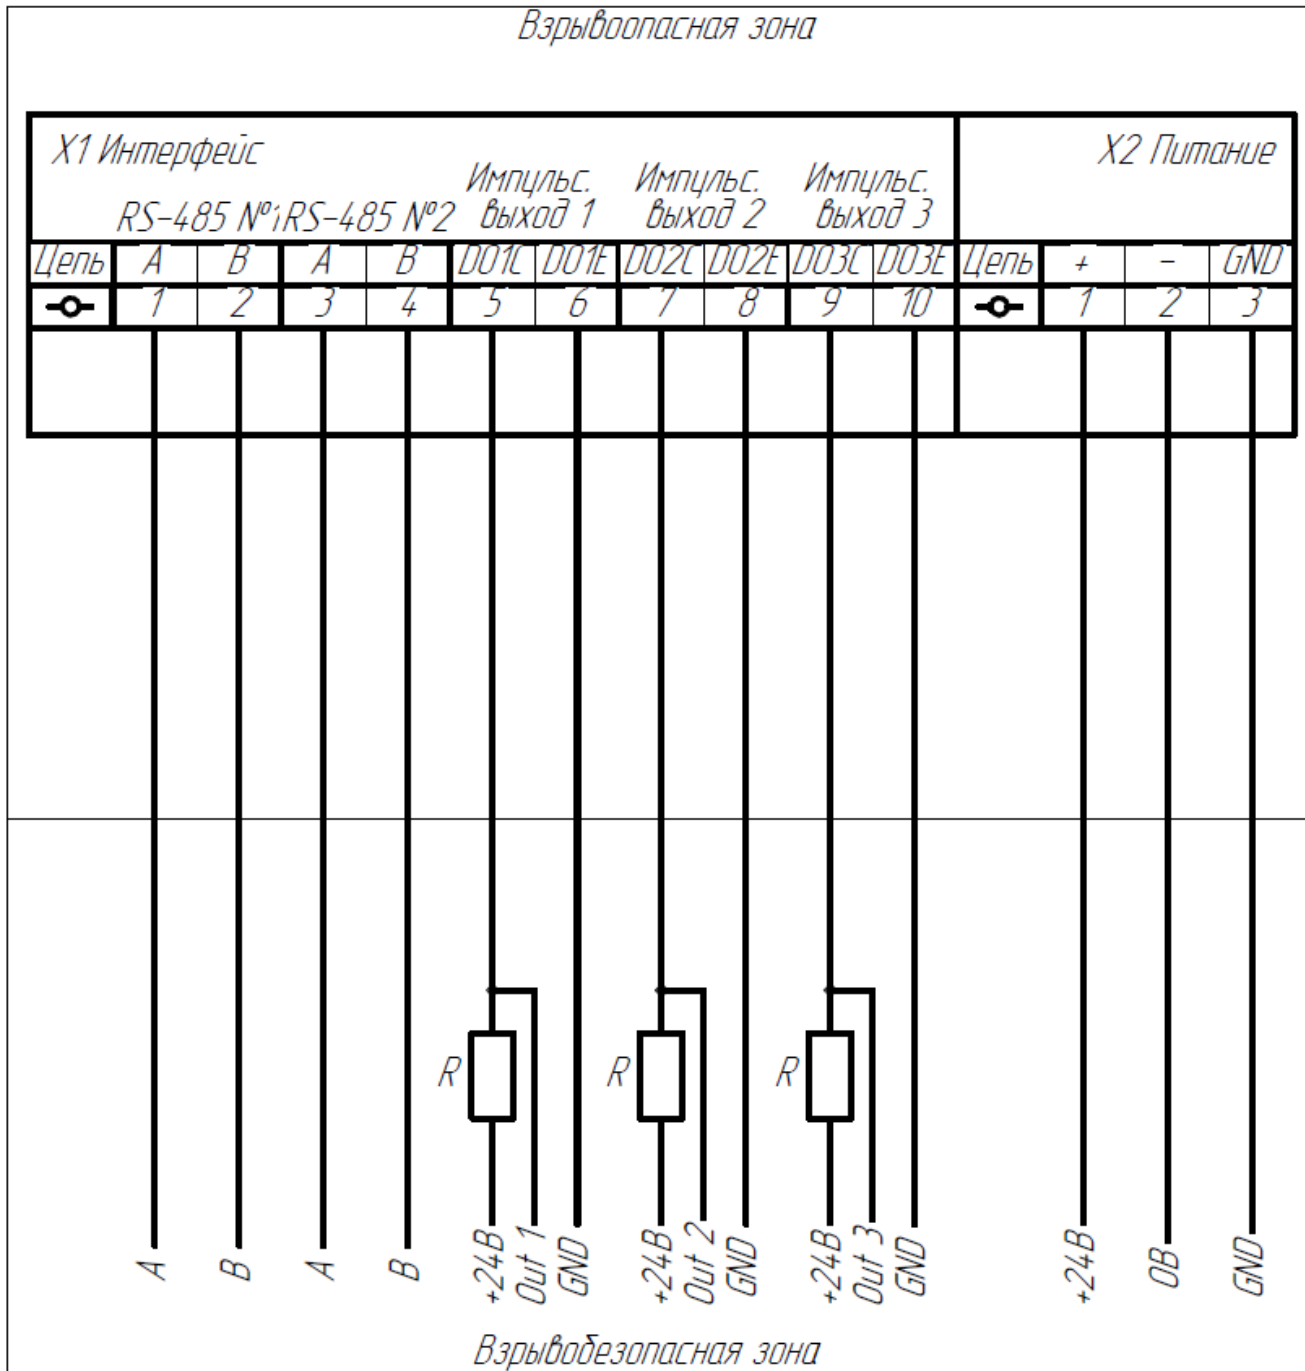 Взрывоопасная зона
X1 Интерфейс
X2 Питание
Импульс. Импульс. Импульс.
RS-485 №1 RS-485 №2 выход 1 выход 2 выход 3
Цепь A B A B DO1C DO1E DO2C DO2E DO3C DO3E Цепь + - GND
1 2 3 4 5 6 7 8 9 10 1 2 3
R R R
A B A B +24В Out 1 GND +24В Out 2 GND +24В Out 3 GND +24В 0В GND
Взрывобезопасная зона